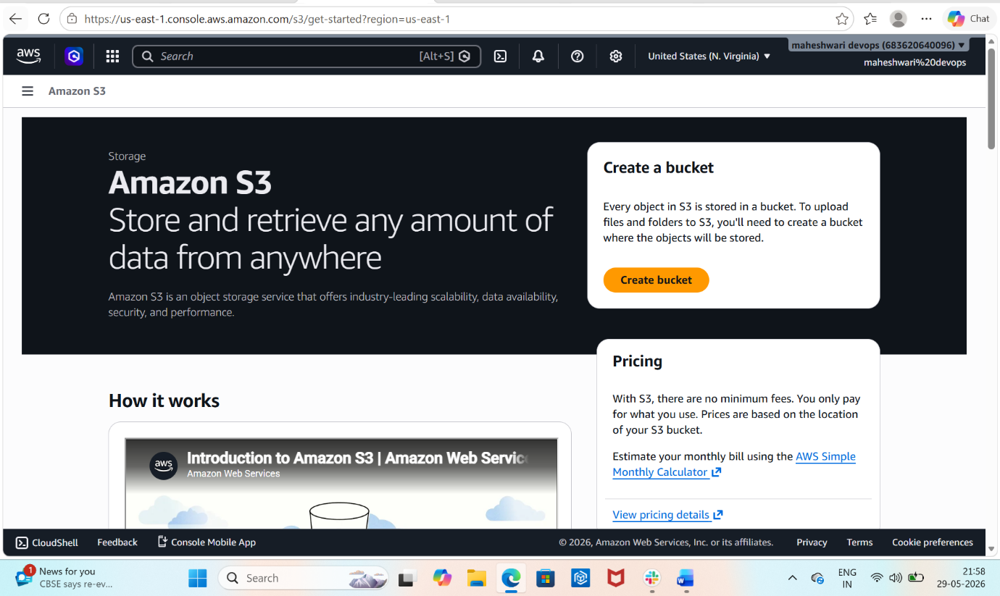 https://us-east-1.console.aws.amazon.com/s3/get-started?region=us-east-1
Chat
aws
Search
[Alt+S]
United States (N. Virginia) ▼
maheshwari devops (683620640096) ▼
maheshwari%20devops
Amazon S3
Storage
Amazon S3
Store and retrieve any amount of
data from anywhere
Amazon S3 is an object storage service that offers industry-leading scalability, data availability,
security, and performance.
Create a bucket
Every object in S3 is stored in a bucket. To upload
files and folders to S3, you'll need to create a bucket
where the objects will be stored.
Create bucket
Pricing
With S3, there are no minimum fees. You only pay
for what you use. Prices are based on the location
of your S3 bucket.
Estimate your monthly bill using the AWS Simple
Monthly Calculator
View pricing details
How it works
aws
Introduction to Amazon S3 | Amazon Web Servic
Amazon Web Services
CloudShell
Feedback
Console Mobile App
© 2026, Amazon Web Services, Inc. or its affiliates.
Privacy
Terms
Cookie preferences
1
News for you
CBSE says re-ev...
Search
ENG
IN
21:58
29-05-2026